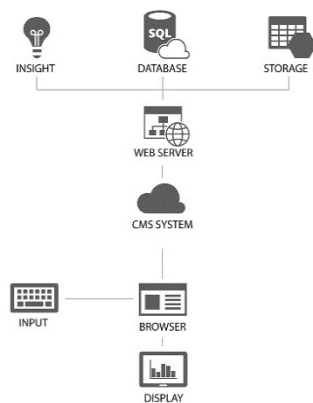 SQL
INSIGHT
DATABASE
STORAGE
WEB SERVER
CMS SYSTEM
INPUT
BROWSER
DISPLAY